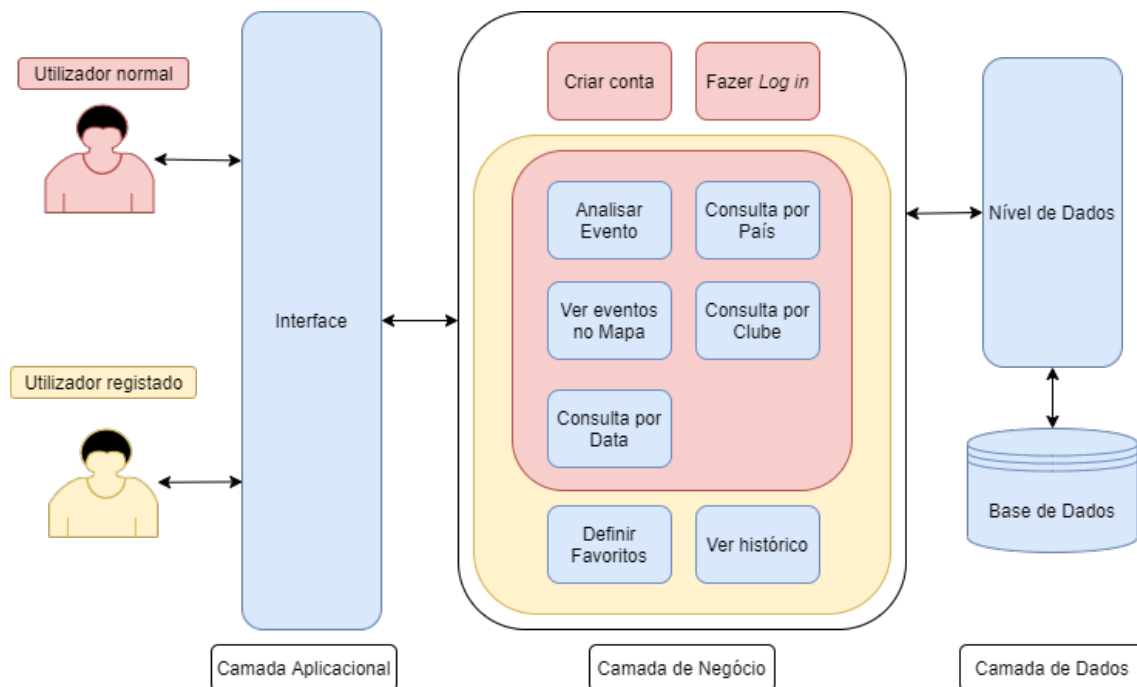 Utilizador normal
Utilizador registado
Interface
Criar conta
Fazer Log in
Analisar
Evento
Consulta por
País
Ver eventos
no Mapa
Consulta por
Clube
Consulta por
Data
Definir
Favoritos
Ver histórico
Nível de Dados
Base de Dados
Camada Aplicacional
Camada de Negócio
Camada de Dados